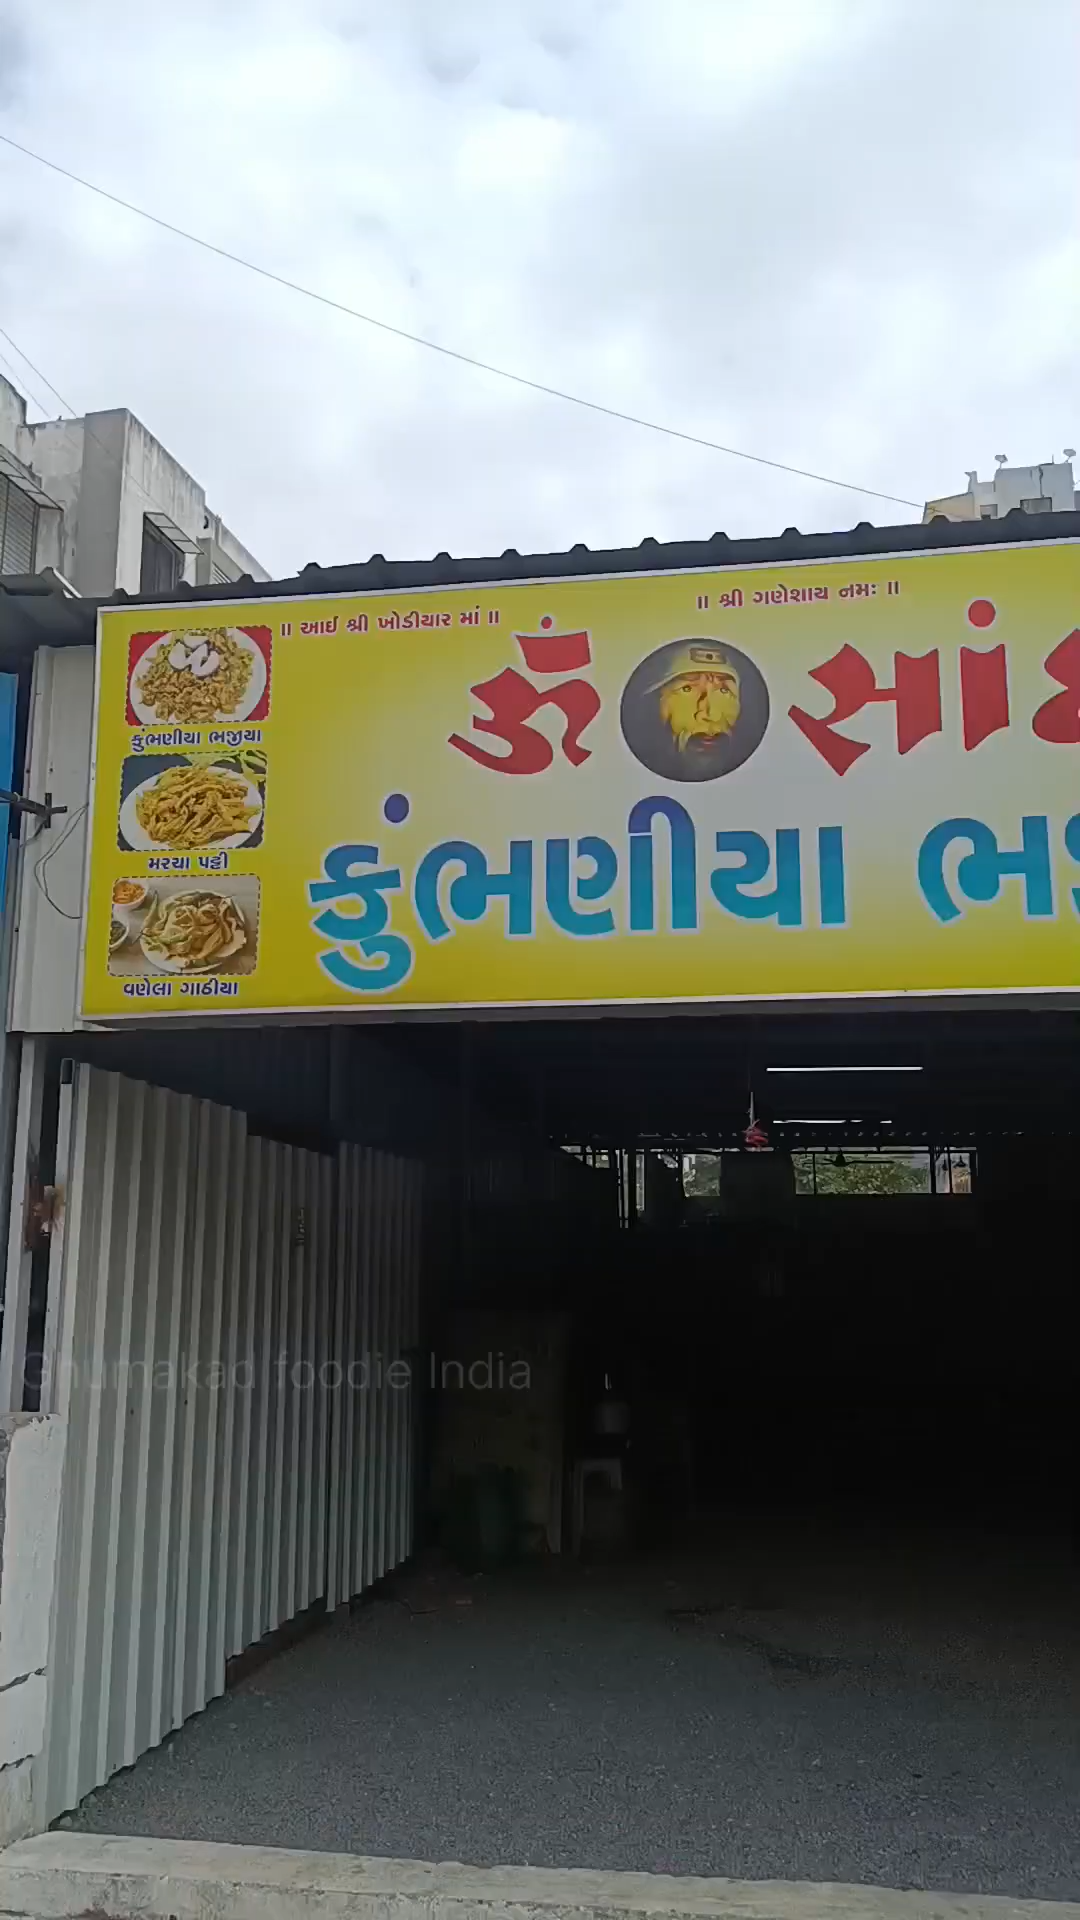 ॥ આઈ શ્રી ખોડીયાર માં ॥
॥ શ્રી ગણેશાય નમઃ ॥
ૐ
કુંભણીયા
કુંભણીયા ભજીયા
મરચા પટ્ટી
વણેલા ગાઠીયા
Ghumakad foodie India